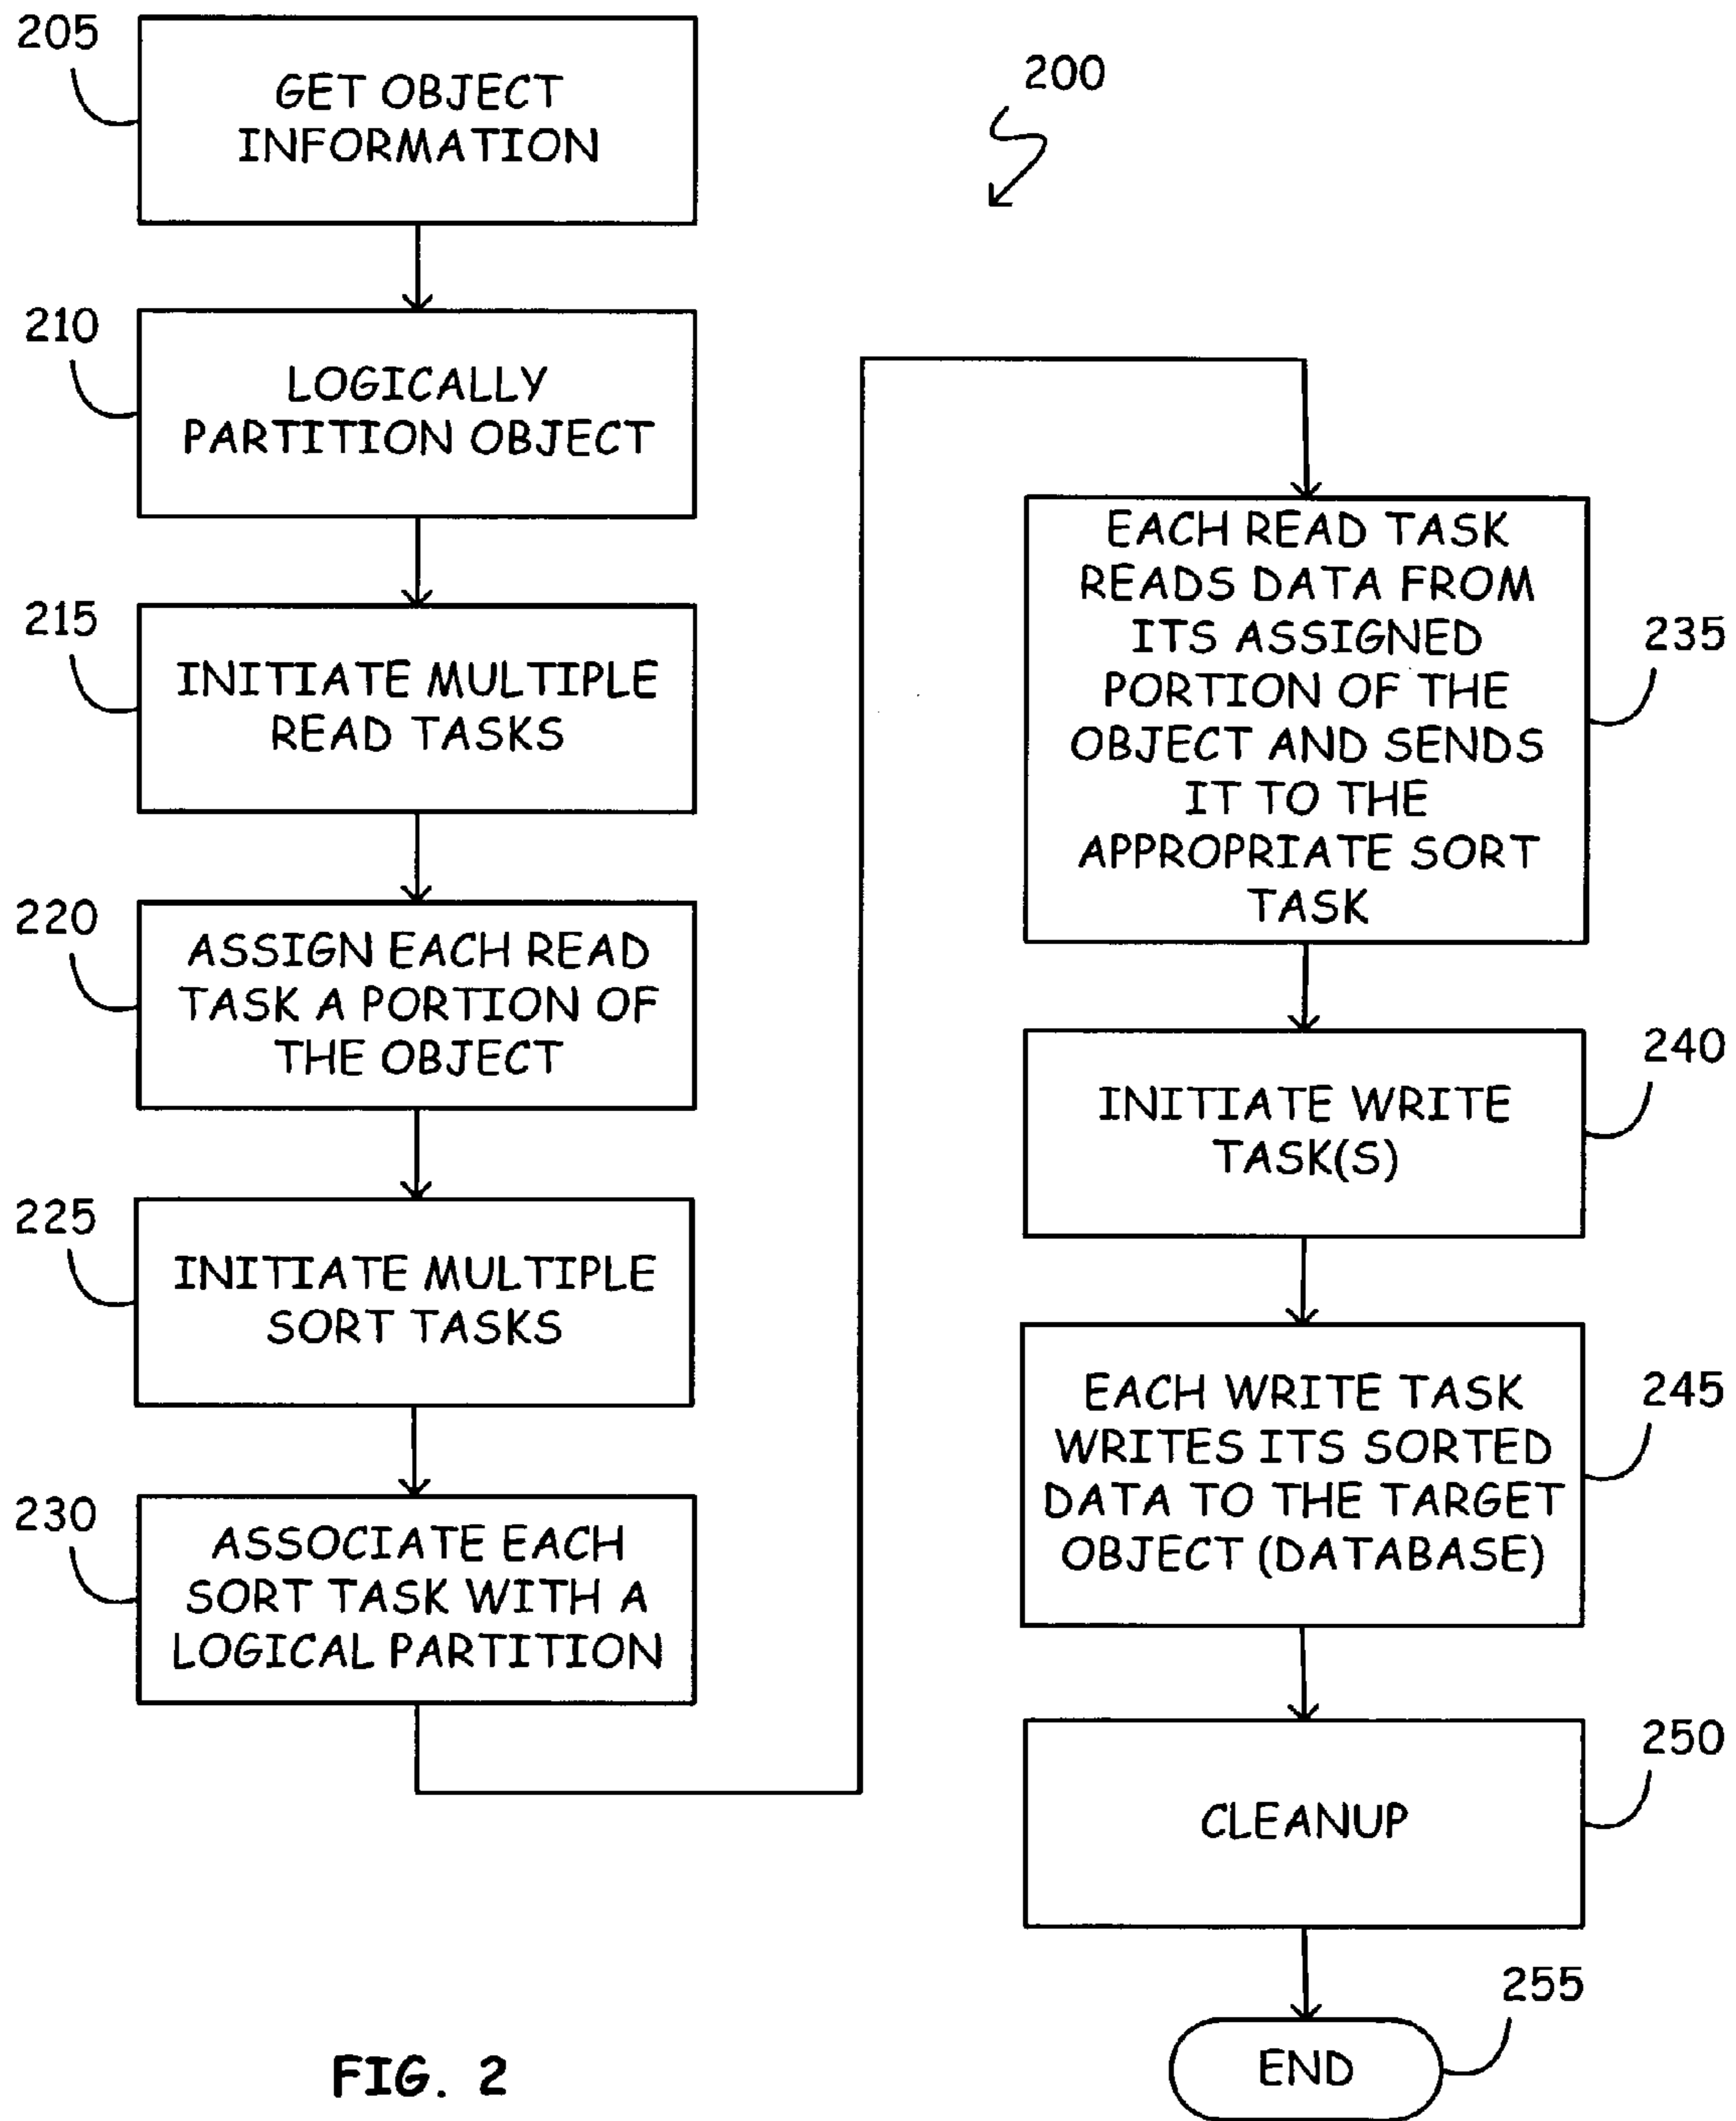 205
GET OBJECT
INFORMATION
200
210
LOGICALLY
PARTITION OBJECT
215
INITIATE MULTIPLE
READ TASKS
220
ASSIGN EACH READ
TASK A PORTION OF
THE OBJECT
225
INITIATE MULTIPLE
SORT TASKS
230
ASSOCIATE EACH
SORT TASK WITH A
LOGICAL PARTITION
EACH READ TASK
READS DATA FROM
ITS ASSIGNED
PORTION OF THE
OBJECT AND SENDS
IT TO THE
APPROPRIATE SORT
TASK
235
INITIATE WRITE
TASK(S)
240
EACH WRITE TASK
WRITES ITS SORTED
DATA TO THE TARGET
OBJECT (DATABASE)
245
CLEANUP
250
END
255
FIG. 2